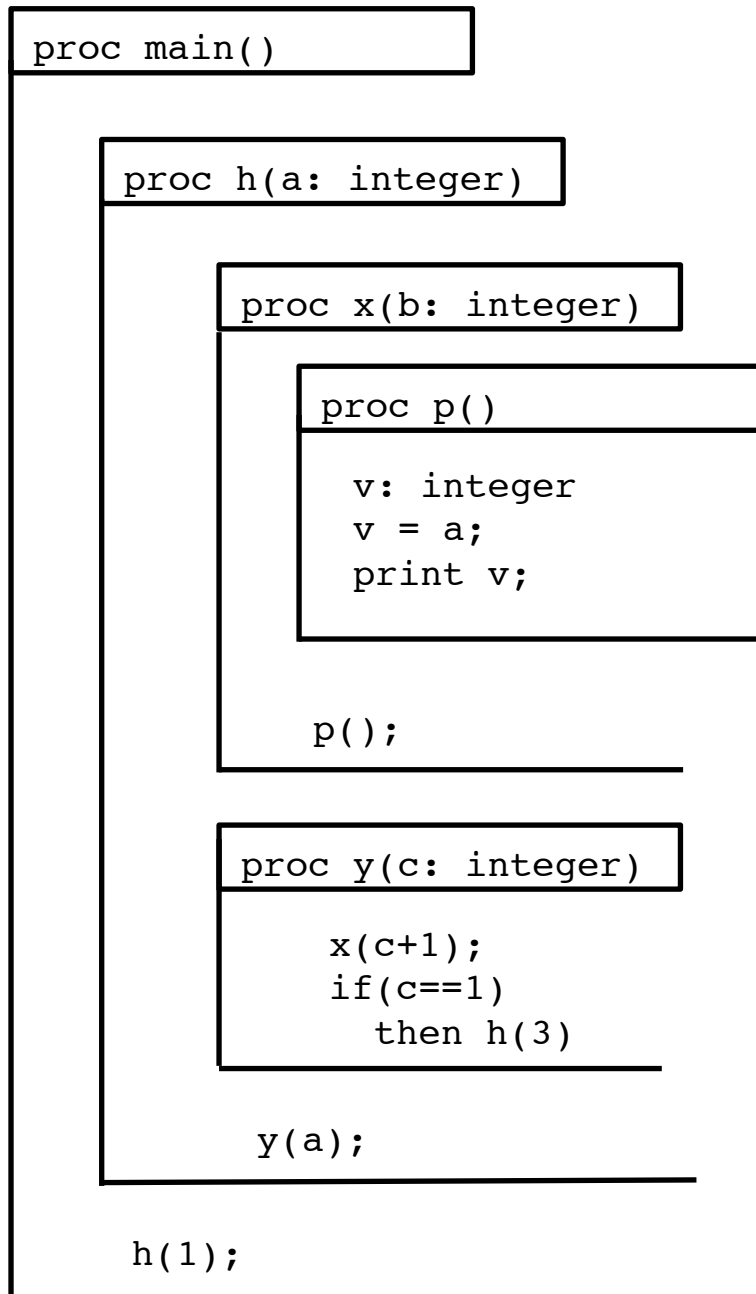 proc main()
proc h(a: integer)
proc x(b: integer)
proc p()
v: integer
v = a;
print v;
p();
proc y(c: integer)
x(c+1);
if(c==1)
then h(3)
y(a);
h(1);